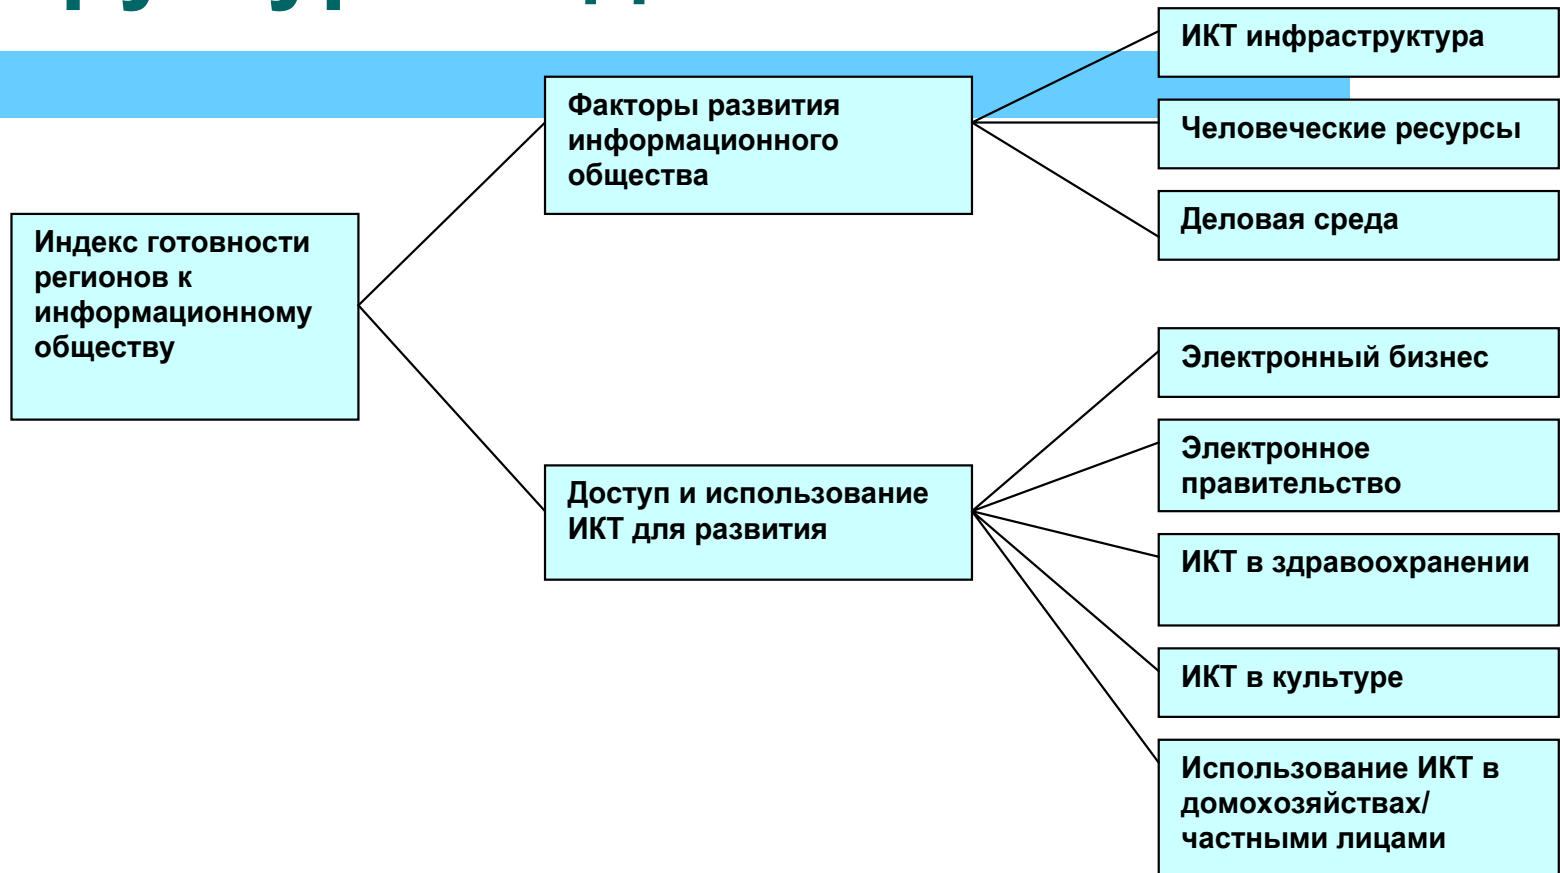 Индекс готовности
регионов к
информационному
обществу
Факторы развития
информационного
общества
ИКТ инфраструктура
Человеческие ресурсы
Деловая среда
Доступ и использование
ИКТ для развития
Электронный бизнес
Электронное
правительство
ИКТ в здравоохранении
ИКТ в культуре
Использование ИКТ в
домохозяйствах/
частными лицами